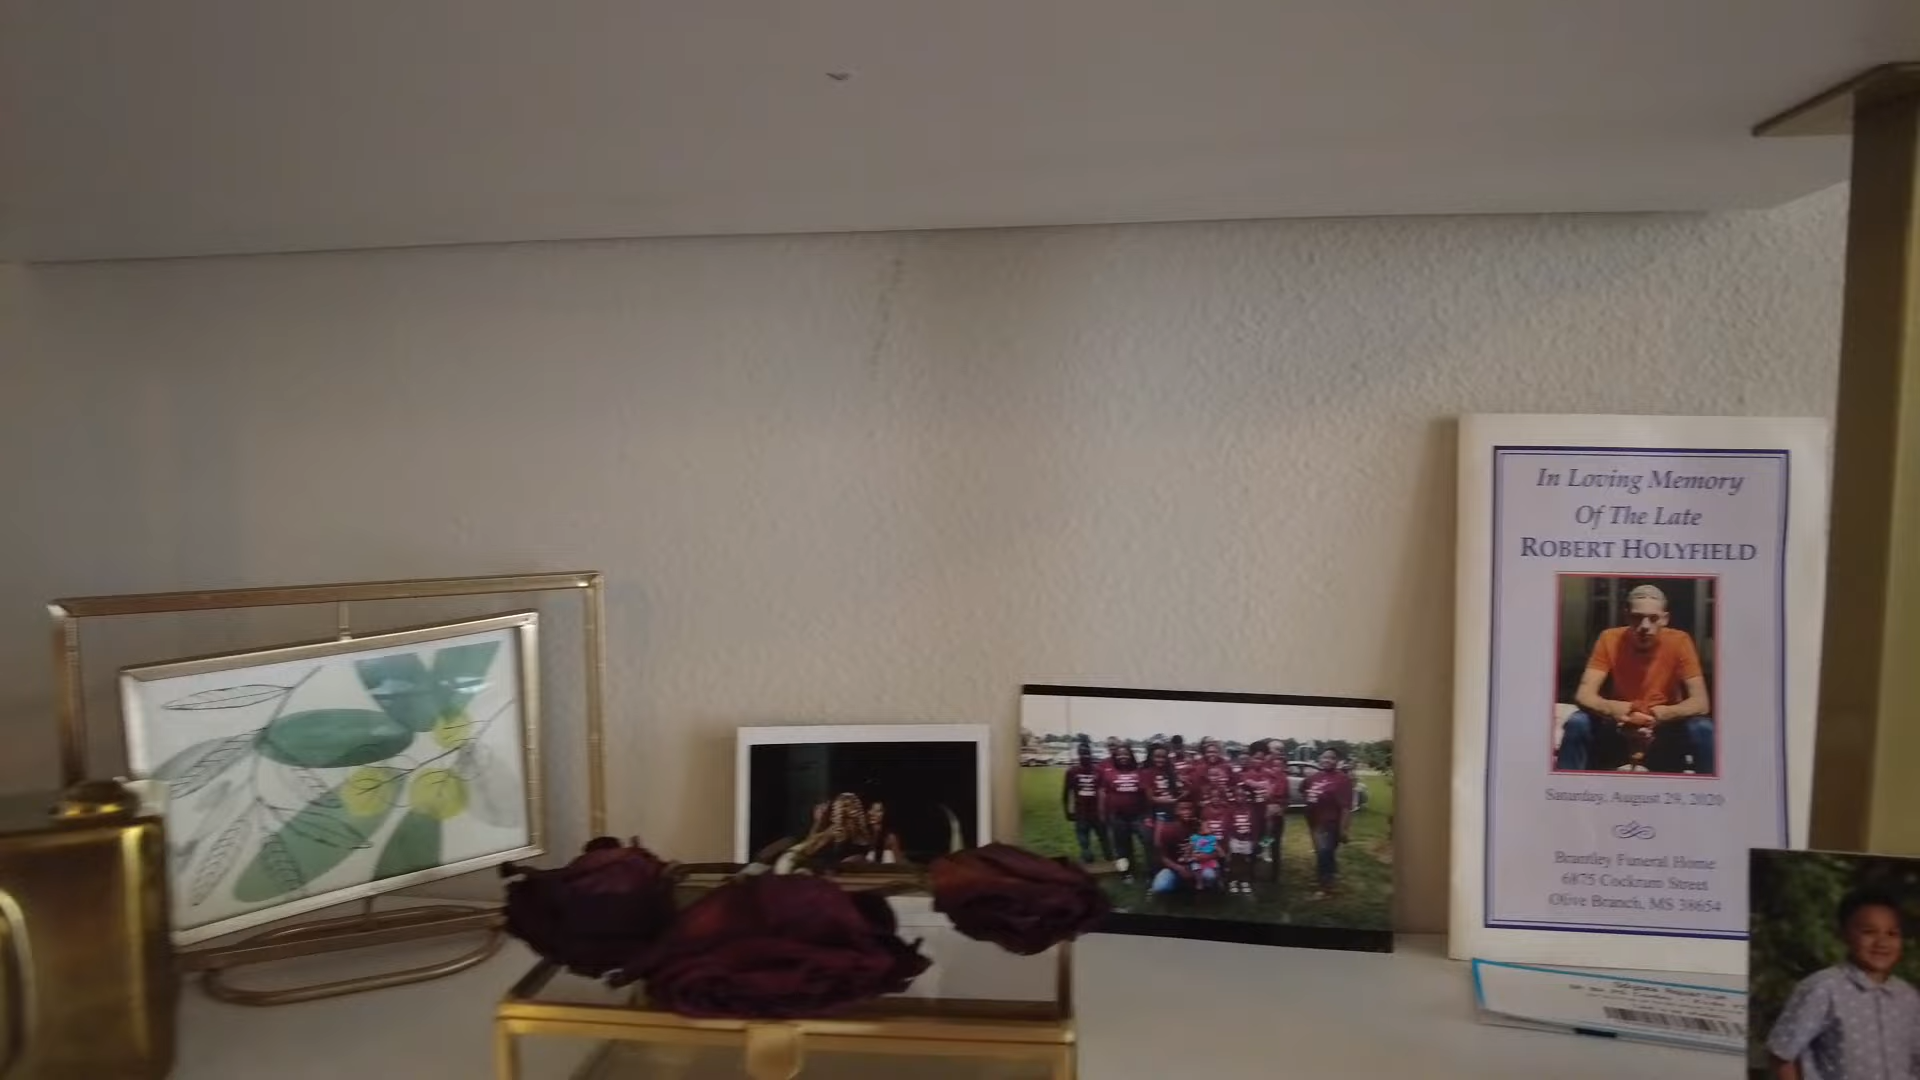 In Loving Memory
Of The Late
ROBERT HOLYFIELD
Saturday, August 29, 2020
Brantley Funeral Home
6875 Cockrum Street
Olive Branch, MS 38654